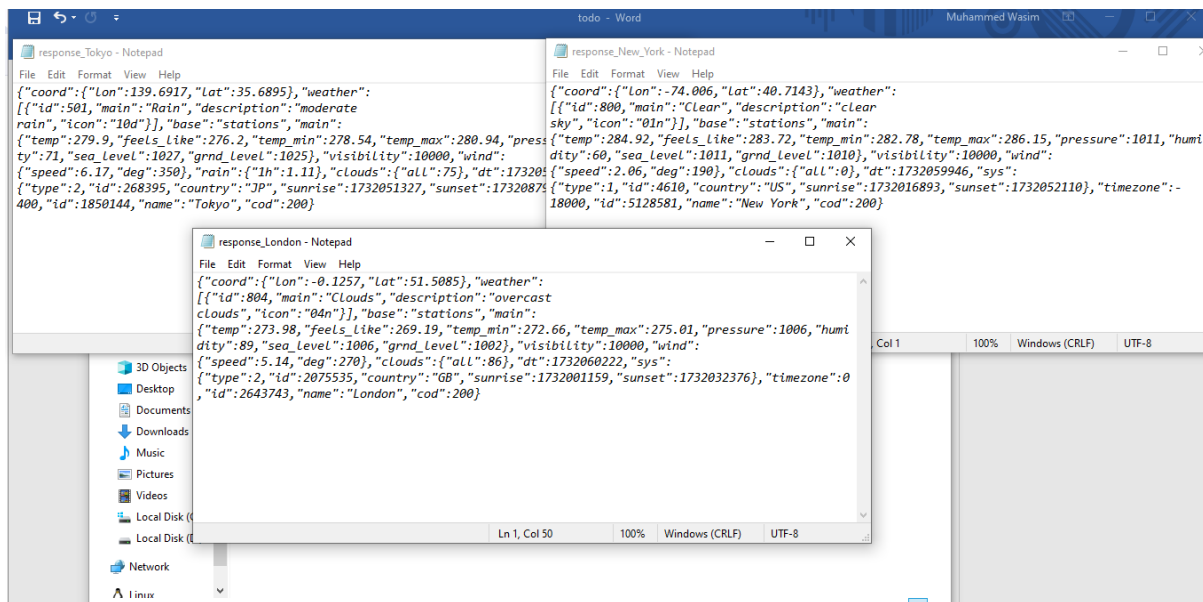 todo - Word
Muhammed Wasim
response_Tokyo - Notepad
File Edit Format View Help
{"coord":{"lon":139.6917,"lat":35.6895},"weather":
[{"id":501,"main":"Rain","description":"moderate
rain","icon":"10d"}],"base":"stations","main":
{"temp":279.9,"feels_like":276.2,"temp_min":278.54,"temp_max":280.94,"press
ty":71,"sea_level":1027,"grnd_level":1025},"visibility":10000,"wind":
{"speed":6.17,"deg":350},"rain":{"1h":1.11},"clouds":{"all":75},"dt":173205
{"type":2,"id":268395,"country":"JP","sunrise":1732051327,"sunset":17320879
400,"id":1850144,"name":"Tokyo","cod":200}
response_New_York - Notepad
File Edit Format View Help
{"coord":{"lon":-74.006,"lat":40.7143},"weather":
[{"id":800,"main":"Clear","description":"clear
sky","icon":"01n"}],"base":"stations","main":
{"temp":284.92,"feels_like":283.72,"temp_min":282.78,"temp_max":286.15,"pressure":1011,"humi
dity":60,"sea_level":1011,"grnd_level":1010},"visibility":10000,"wind":
{"speed":2.06,"deg":190},"clouds":{"all":0},"dt":1732059946,"sys":
{"type":1,"id":4610,"country":"US","sunrise":1732016893,"sunset":1732052110},"timezone":-
18000,"id":5128581,"name":"New York","cod":200}
, Col 1 100% Windows (CRLF) UTF-8
response_London - Notepad
File Edit Format View Help
{"coord":{"lon":-0.1257,"lat":51.5085},"weather":
[{"id":804,"main":"Clouds","description":"overcast
clouds","icon":"04n"}],"base":"stations","main":
{"temp":273.98,"feels_like":269.19,"temp_min":272.66,"temp_max":275.01,"pressure":1006,"humi
dity":89,"sea_level":1006,"grnd_level":1002},"visibility":10000,"wind":
{"speed":5.14,"deg":270},"clouds":{"all":86},"dt":1732060222,"sys":
{"type":2,"id":2075535,"country":"GB","sunrise":1732001159,"sunset":1732032376},"timezone":0
,"id":2643743,"name":"London","cod":200}
Ln 1, Col 50 100% Windows (CRLF) UTF-8
3D Objects
Desktop
Documents
Downloads
Music
Pictures
Videos
Local Disk (
Local Disk (
Network
Linux